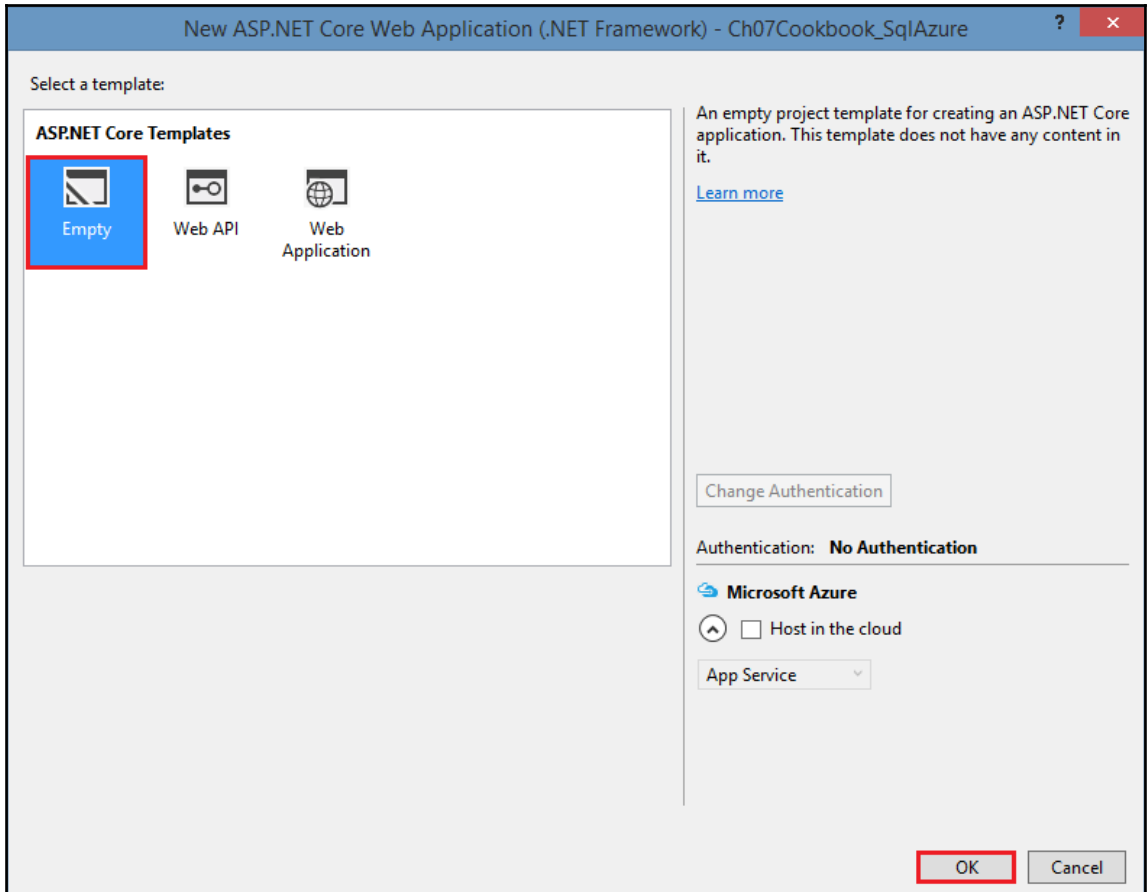 New ASP.NET Core Web Application (.NET Framework) - Ch07Cookbook_SqlAzure
?
×
Select a template:
ASP.NET Core Templates
Empty
Web API
Web
Application
An empty project template for creating an ASP.NET Core
application. This template does not have any content in
it.
Learn more
Change Authentication
Authentication: No Authentication
Microsoft Azure
Host in the cloud
App Service
OK
Cancel